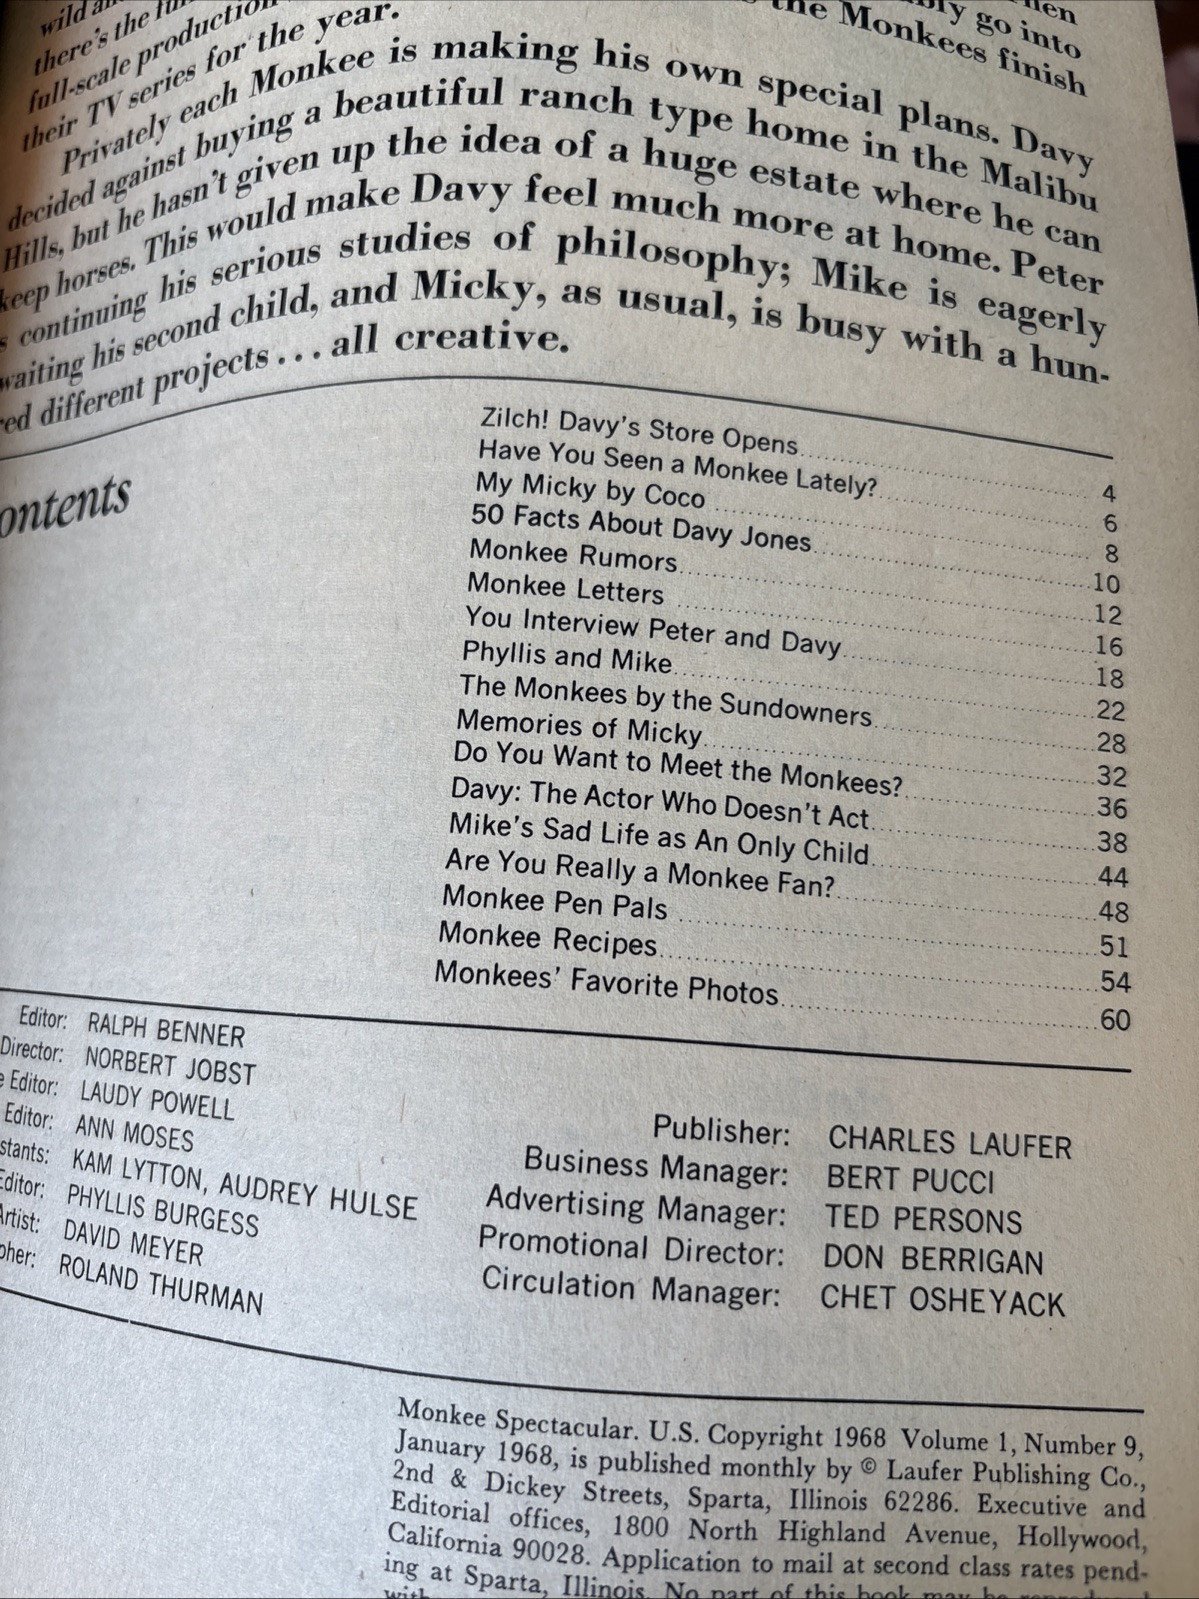 there's the
full-scale production
their TV series for the year. the Monkees finish
go into
Privately each Monkee is making his own special plans. Davy
decided against buying a beautiful ranch type home in the Malibu
Hills, but he hasn't given up the idea of a huge estate where he can
keep horses. This would make Davy feel much more at home. Peter
continuing his serious studies of philosophy; Mike is eagerly
waiting his second child, and Micky, as usual, is busy with a hun-
red different projects . . . all creative.
ontents
Zilch! Davy's Store Opens 4
Have You Seen a Monkee Lately? 6
My Micky by Coco 8
50 Facts About Davy Jones 10
Monkee Rumors 12
Monkee Letters 16
You Interview Peter and Davy 18
Phyllis and Mike 22
The Monkees by the Sundowners 28
Memories of Micky 32
Do You Want to Meet the Monkees? 36
Davy: The Actor Who Doesn't Act 38
Mike's Sad Life as An Only Child 44
Are You Really a Monkee Fan? 48
Monkee Pen Pals 51
Monkee Recipes 54
Monkees' Favorite Photos 60
Editor: RALPH BENNER
Director: NORBERT JOBST
e Editor: LAUDY POWELL
Editor: ANN MOSES
stants: KAM LYTTON, AUDREY HULSE
Editor: PHYLLIS BURGESS
Artist: DAVID MEYER
pher: ROLAND THURMAN
Publisher: CHARLES LAUFER
Business Manager: BERT PUCCI
Advertising Manager: TED PERSONS
Promotional Director: DON BERRIGAN
Circulation Manager: CHET OSHEYACK
Monkee Spectacular. U.S. Copyright 1968 Volume 1, Number 9,
January 1968, is published monthly by © Laufer Publishing Co.,
2nd & Dickey Streets, Sparta, Illinois 62286. Executive and
Editorial offices, 1800 North Highland Avenue, Hollywood,
California 90028. Application to mail at second class rates pend-
ing at Sparta, Illinois. No part of this book may be reproduced